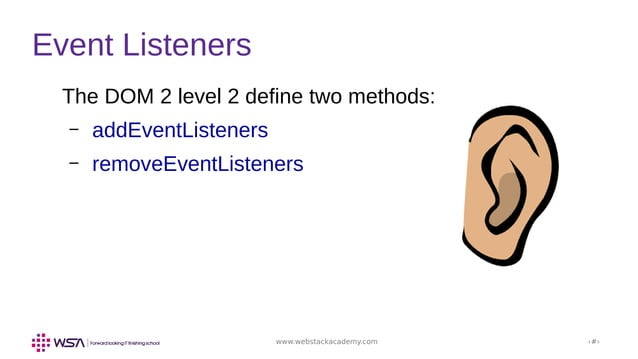 Event Listeners
The DOM 2 level 2 define two methods:
– addEventListeners
– removeEventListeners
WSA Forward looking IT finishing school
www.webstackacademy.com
‹#›